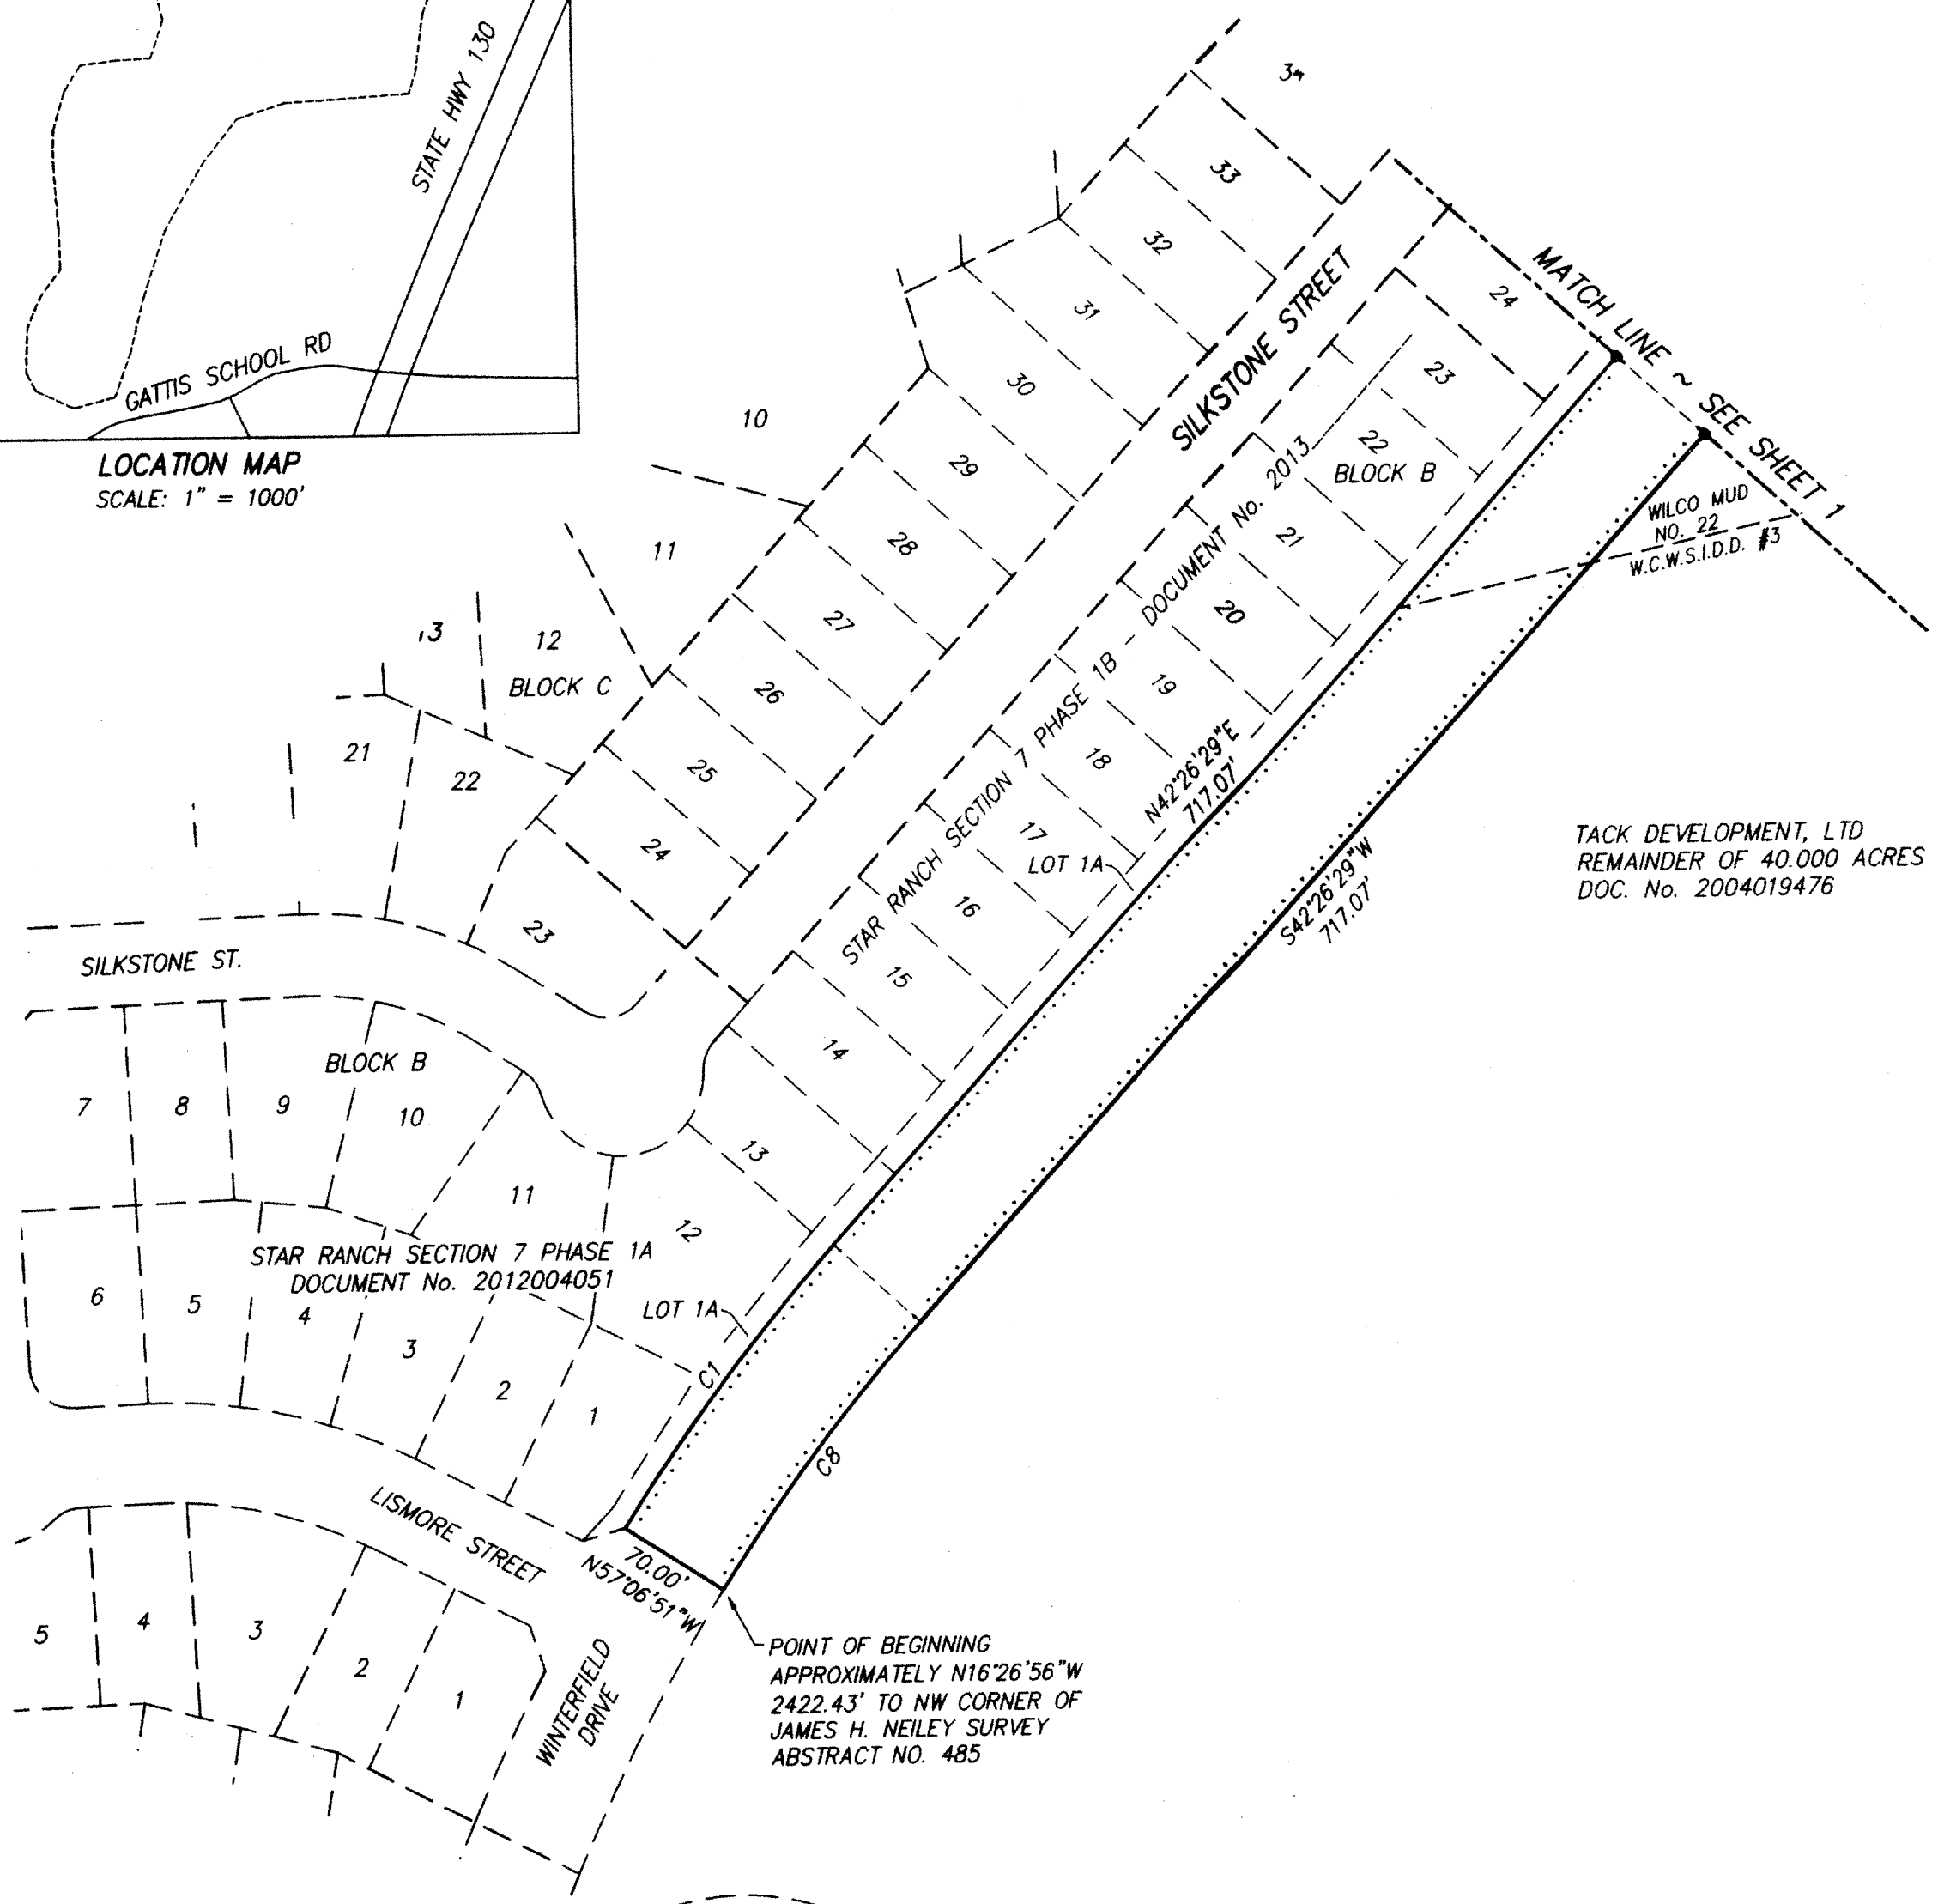 STATE HWY 130
GATTIS SCHOOL RD
LOCATION MAP
SCALE: 1" = 1000'
33
32
31
30
29
28
27
26
25
24
23
SILKSTONE STREET
MATCH LINE ~ SEE SHEET 1
24
23
22
BLOCK B
21
20
19
18
17
16
15
14
13
12
11
10
9
8
7
STAR RANCH SECTION 7 PHASE 1B - DOCUMENT No. 2013
WILCO MUD
NO. 22
W.C.W.S.I.D.D. #3
10
11
12
BLOCK C
21
22
N42°26'29"E
717.07'
LOT 1A
S42°26'29"W
717.07'
TACK DEVELOPMENT, LTD
REMAINDER OF 40.000 ACRES
DOC. No. 2004019476
SILKSTONE ST.
BLOCK B
STAR RANCH SECTION 7 PHASE 1A
DOCUMENT No. 2012004051
LOT 1A
6
5
4
3
2
1
C1
C8
LISMORE STREET
70.00'
N57°06'51"W
5
4
3
2
1
WINTERFIELD
DRIVE
POINT OF BEGINNING
APPROXIMATELY N16°26'56"W
2422.43' TO NW CORNER OF
JAMES H. NEILEY SURVEY
ABSTRACT NO. 485